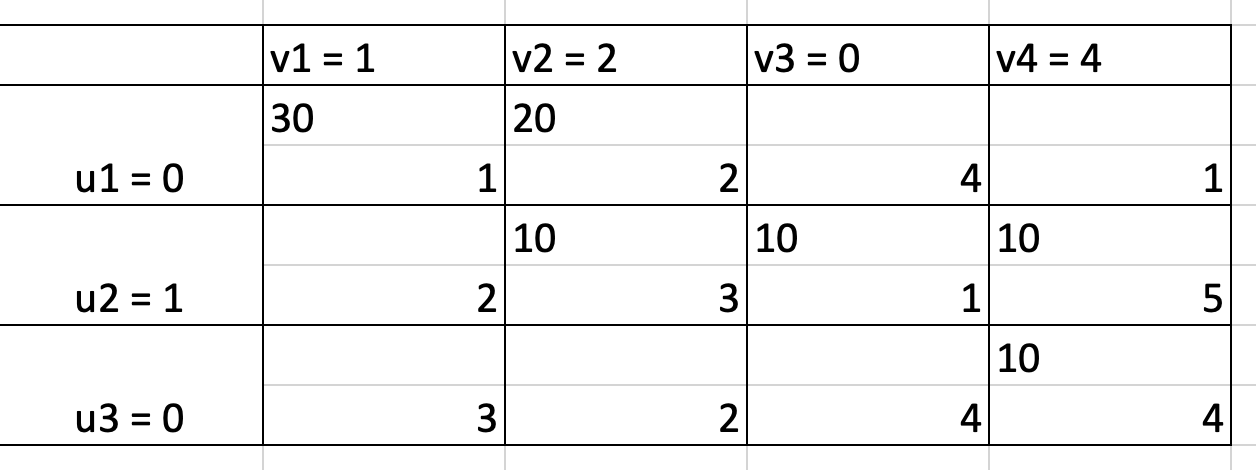 v1 = 1 v2 = 2 v3 = 0 v4 = 4
30 20
u1 = 0 1 2 4 1
10 10 10
u2 = 1 2 3 1 5
10
u3 = 0 3 2 4 4